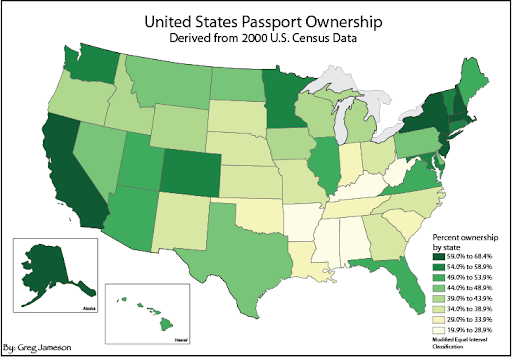 United States Passport Ownership
Derived from 2000 U.S. Census Data
Percent ownership
by state
59.0% to 68.4%
54.0% to 58.9%
49.0% to 53.9%
44.0% to 48.9%
39.0% to 43.9%
34.0% to 38.9%
29.0% to 33.9%
19.9% to 28.9%
Modified Equal Interval
Classification
Alaska
Hawaii
By: Greg Jameson